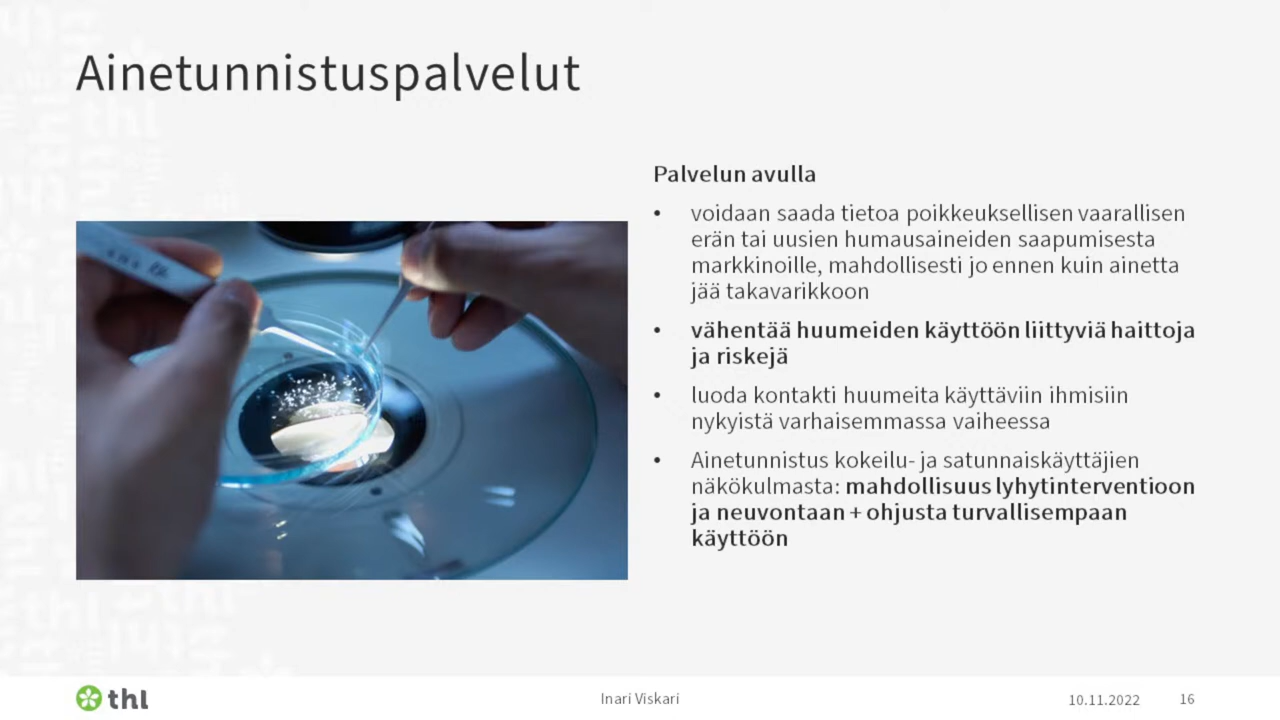 Ainetunnistuspalvelut
Palvelun avulla
• voidaan saada tietoa poikkeuksellisen vaarallisen
erän tai uusien humausaineiden saapumisesta
markkinoille, mahdollisesti jo ennen kuin ainetta
jää takavarikkoon
• vähentää huumeiden käyttöön liittyviä haittoja
ja riskejä
• luoda kontakti huumeita käyttäviin ihmisiin
nykyistä varhaisemmassa vaiheessa
• Ainetunnistus kokeilu- ja satunnaiskäyttäjien
näkökulmasta: mahdollisuus lyhytinterventioon
ja neuvontaan + ohjusta turvallisempaan
käyttöön
thl
Inari Viskari
10.11.2022
16